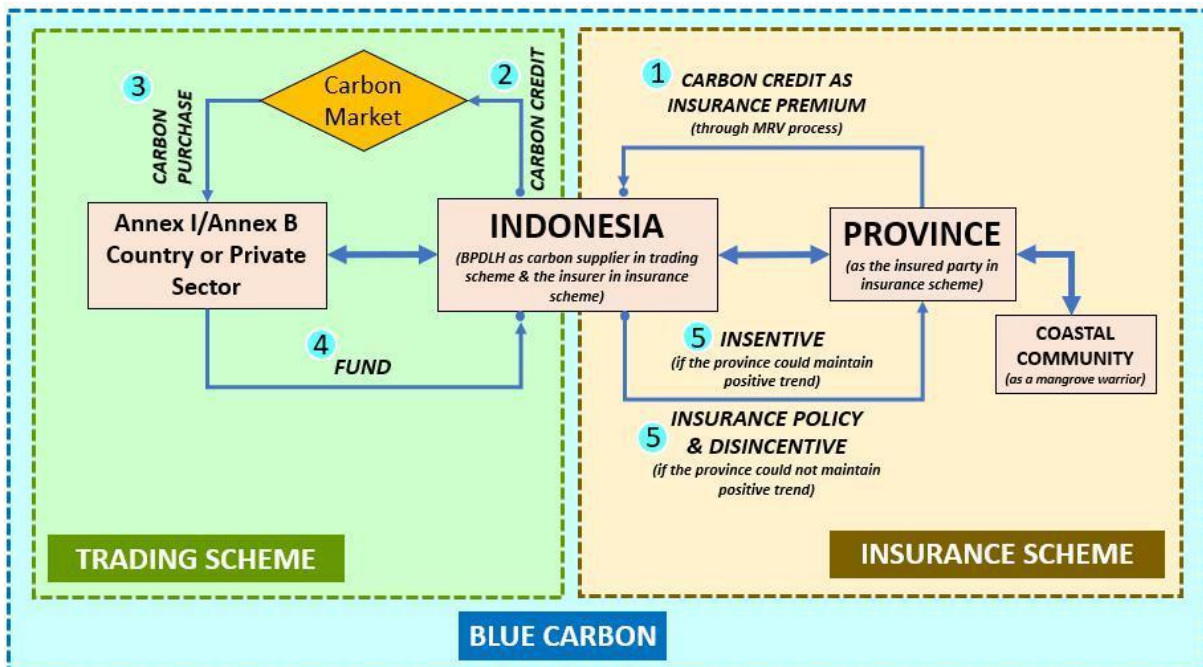 3
CARBON
PURCHASE
Carbon
Market
2
CARBON CREDIT
1
CARBON CREDIT AS
INSURANCE PREMIUM
(through MRV process)
Annex I/Annex B
Country or Private
Sector
INDONESIA
(BPDLH as carbon supplier in trading
scheme & the insurer in insurance
scheme)
PROVINCE
(as the insured party in
insurance scheme)
4
FUND
5
INSENTIVE
(if the province could maintain
positive trend)
5
INSURANCE POLICY
& DISINCENTIVE
(if the province could not maintain
positive trend)
COASTAL
COMMUNITY
(as a mangrove warrior)
TRADING SCHEME
INSURANCE SCHEME
BLUE CARBON